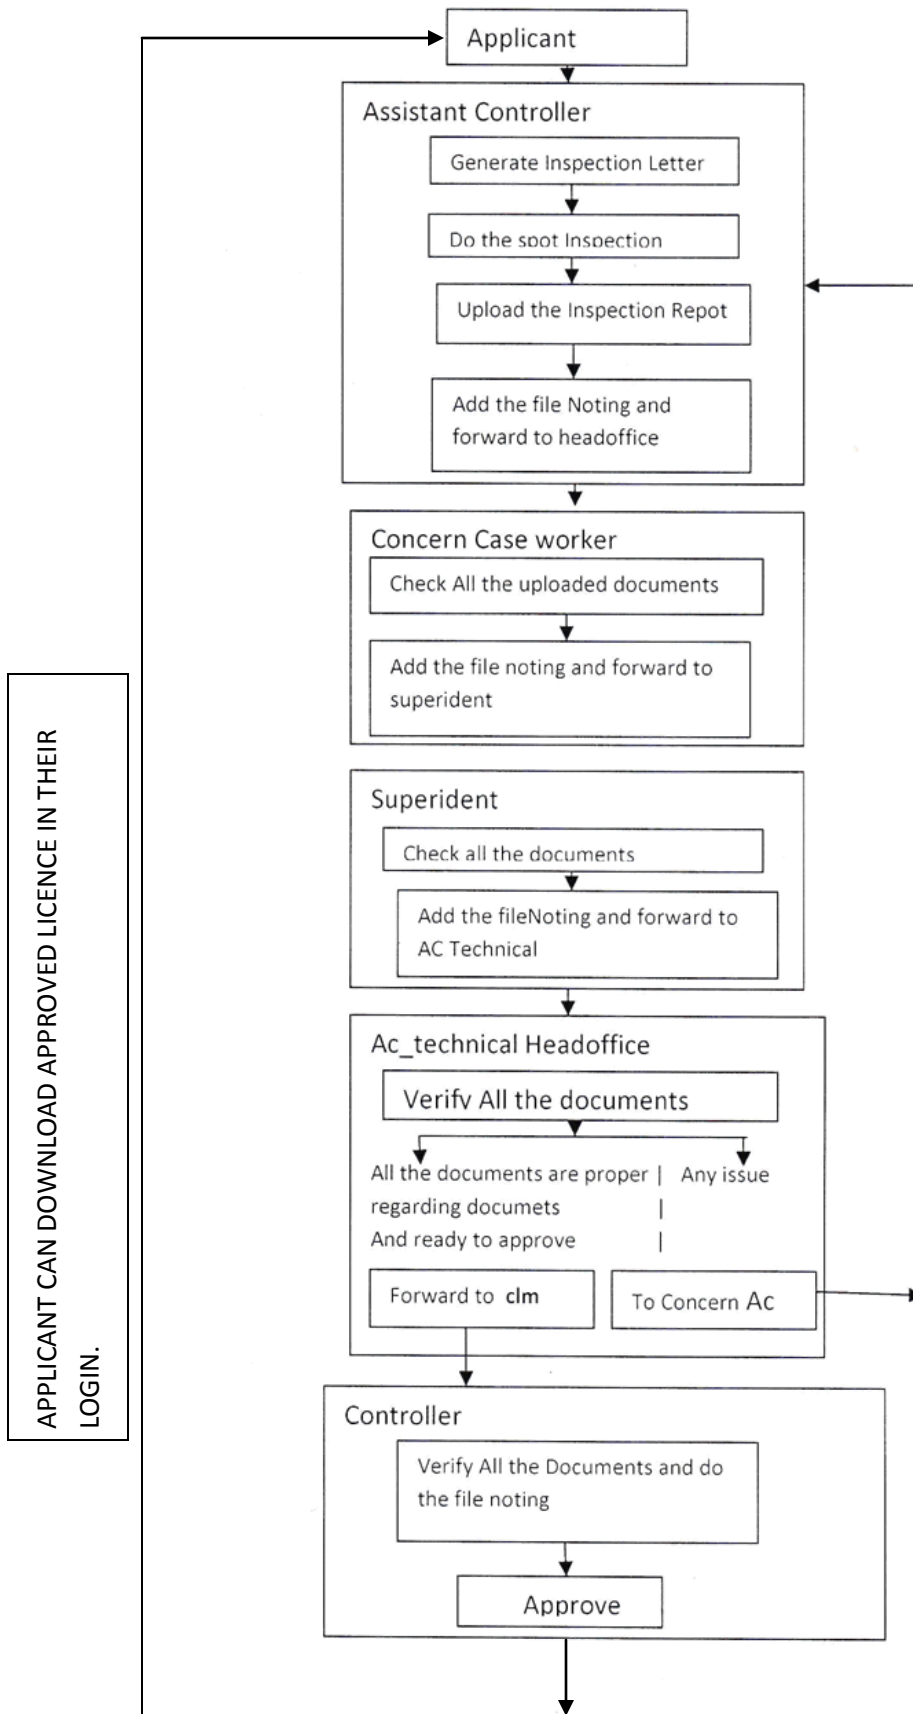 Applicant
Assistant Controller
Generate Inspection Letter
Do the spot Inspection
Upload the Inspection Repot
Add the file Noting and
forward to headoffice
Concern Case worker
Check All the uploaded documents
Add the file noting and forward to
superident
Superident
Check all the documents
Add the fileNoting and forward to
AC Technical
Ac_technical Headoffice
Verify All the documents
All the documents are proper | Any issue
regarding documets |
And ready to approve |
Forward to clm
To Concern Ac
Controller
Verify All the Documents and do
the file noting
Approve
APPLICANT CAN DOWNLOAD APPROVED LICENCE IN THEIR
LOGIN.